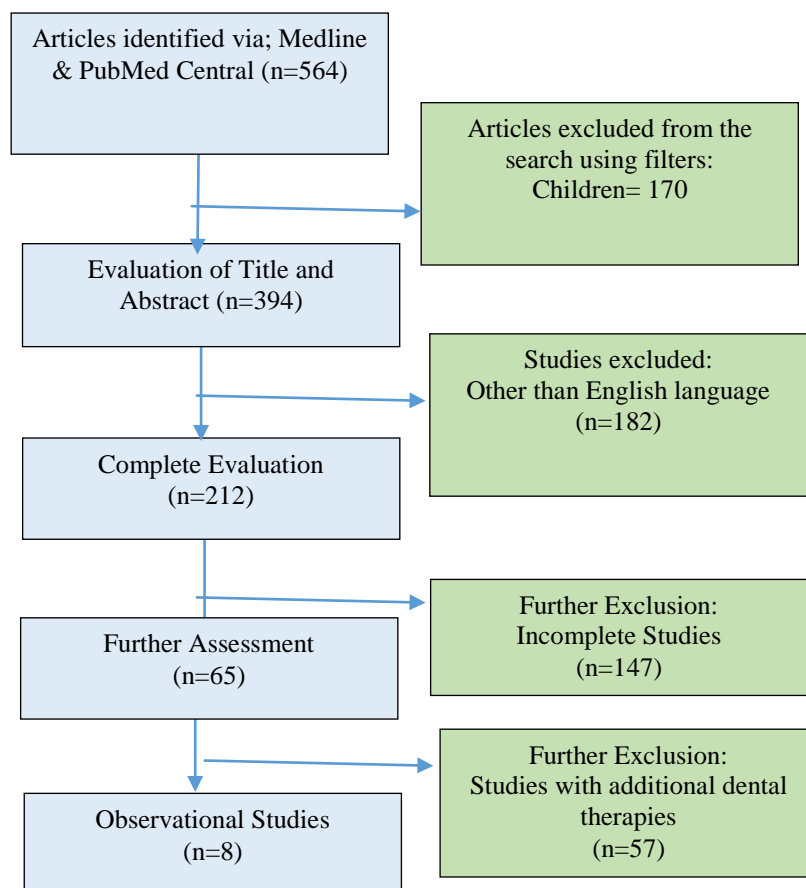 Articles identified via; Medline
& PubMed Central (n=564)
Articles excluded from the
search using filters:
Children= 170
Evaluation of Title and
Abstract (n=394)
Studies excluded:
Other than English language
(n=182)
Complete Evaluation
(n=212)
Further Exclusion:
Incomplete Studies
(n=147)
Further Assessment
(n=65)
Further Exclusion:
Studies with additional dental
therapies
(n=57)
Observational Studies
(n=8)